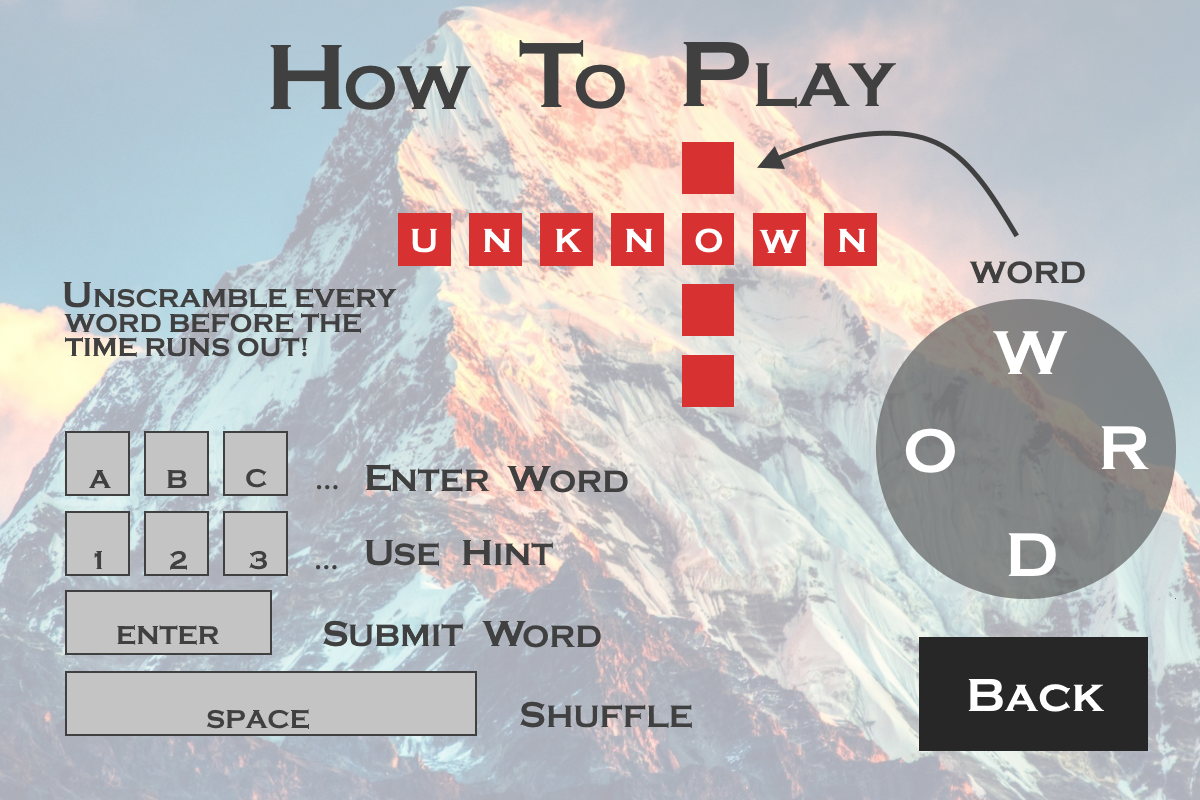 How To Play
UNKNOWN
WORD
Unscramble every
word before the
time runs out!
W
O R
D
A B C ... Enter Word
1 2 3 ... Use Hint
ENTER Submit Word
SPACE Shuffle
Back